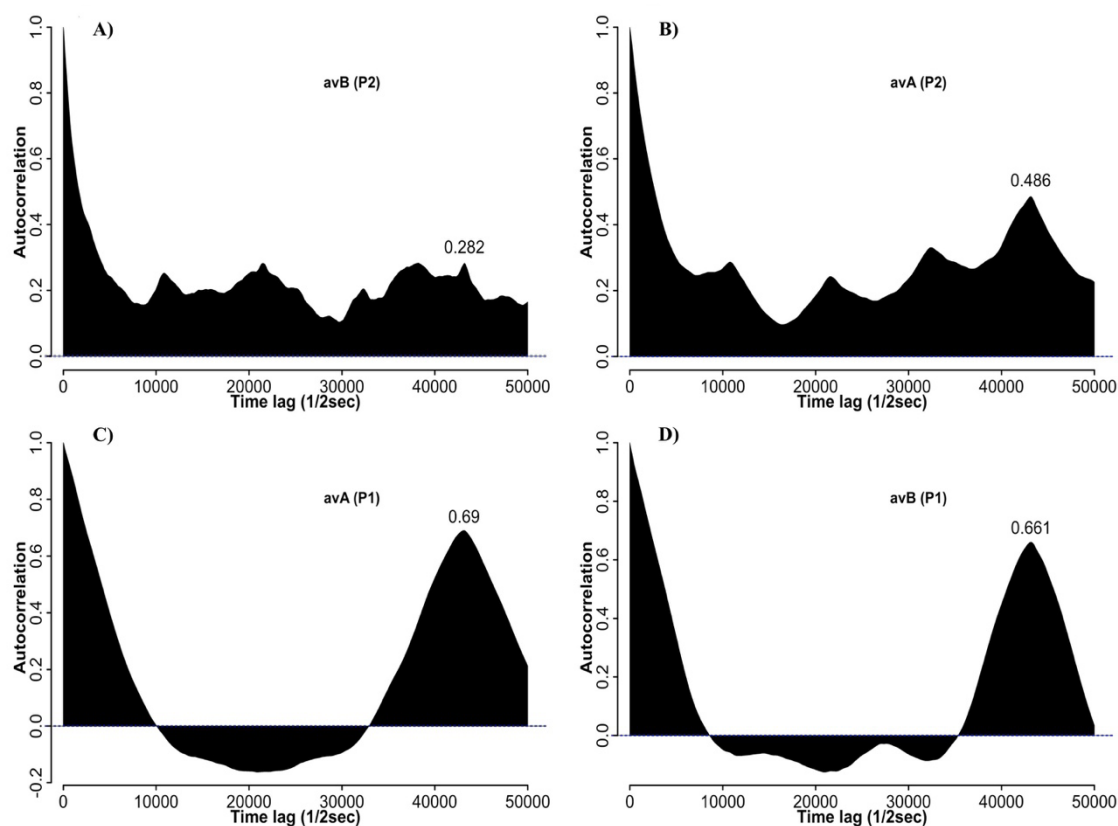 A)
avB (P2)
0.282
Autocorrelation
0.0 0.2 0.4 0.6 0.8 1.0
0 10000 20000 30000 40000 50000
Time lag (1/2sec)
B)
avA (P2)
0.486
Autocorrelation
0.0 0.2 0.4 0.6 0.8 1.0
0 10000 20000 30000 40000 50000
Time lag (1/2sec)
C)
avA (P1)
0.69
Autocorrelation
-0.2 0.0 0.2 0.4 0.6 0.8 1.0
0 10000 20000 30000 40000 50000
Time lag (1/2sec)
D)
avB (P1)
0.661
Autocorrelation
0.0 0.2 0.4 0.6 0.8 1.0
0 10000 20000 30000 40000 50000
Time lag (1/2sec)